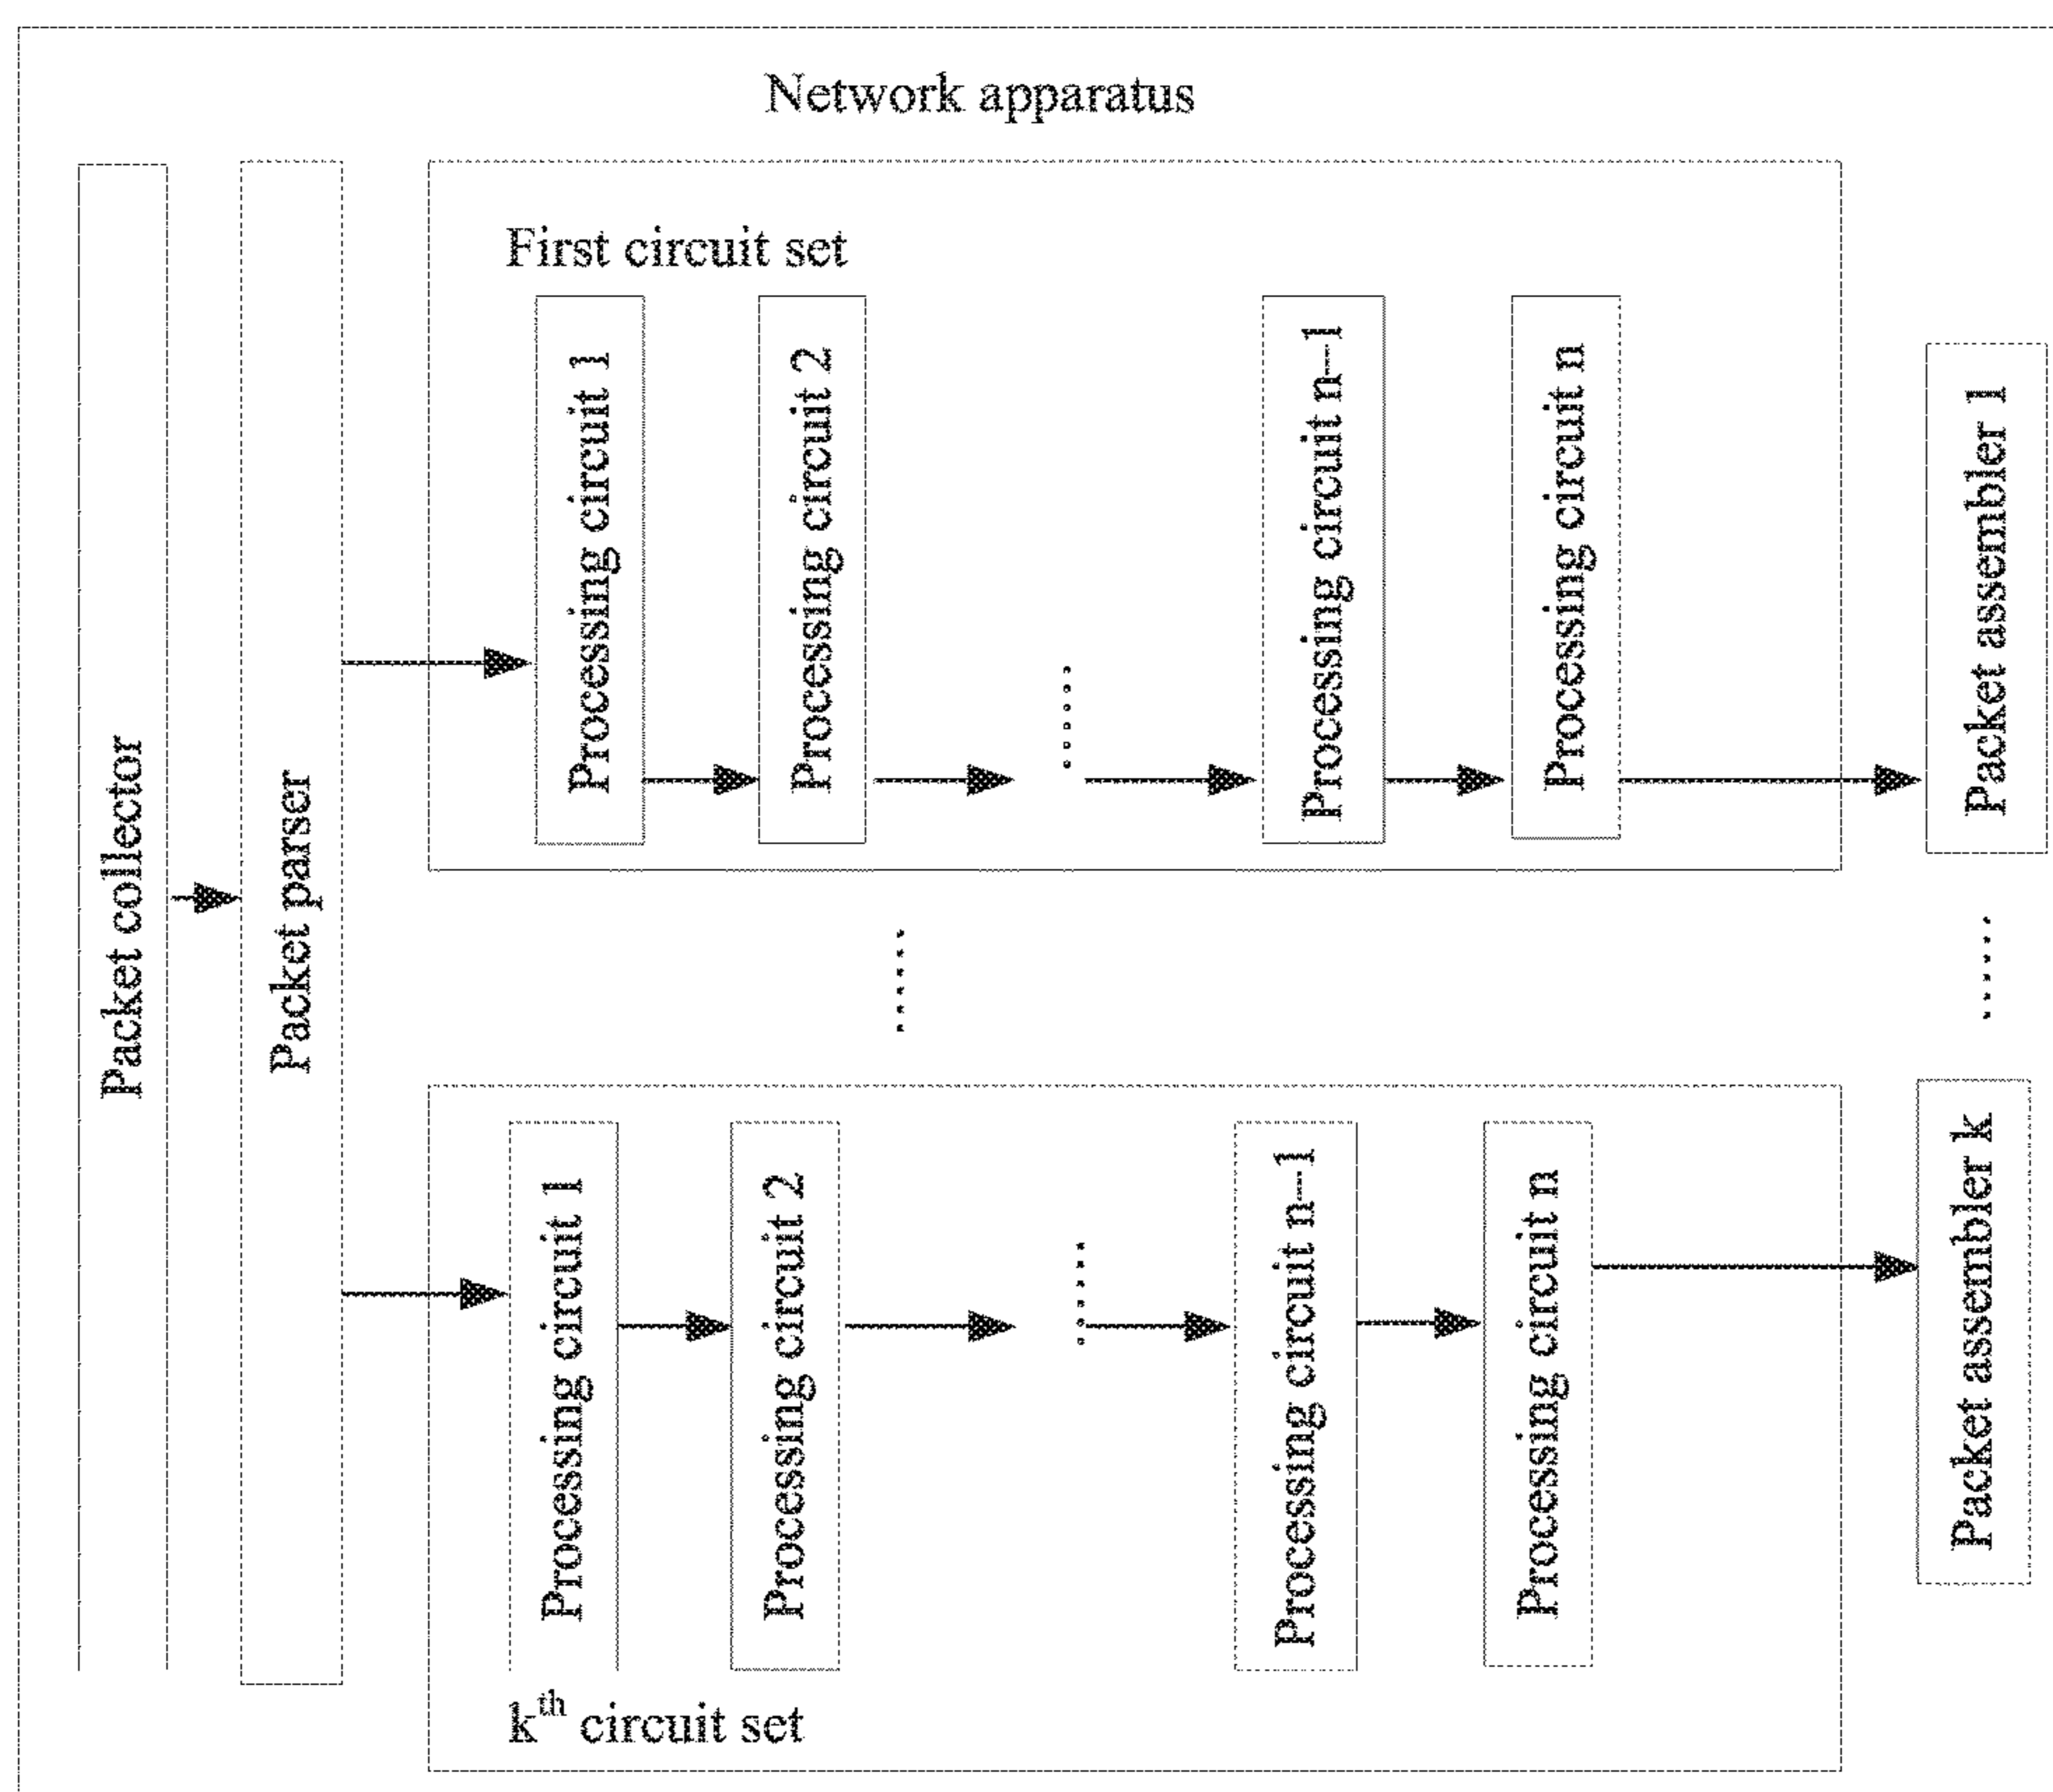 Network apparatus
Packet collector
Packet parser
First circuit set
Processing circuit 1
Processing circuit 2
......
Processing circuit n-1
Processing circuit n
Packet assembler 1
......
......
Processing circuit 1
Processing circuit 2
......
Processing circuit n-1
Processing circuit n
Packet assembler k
kth circuit set